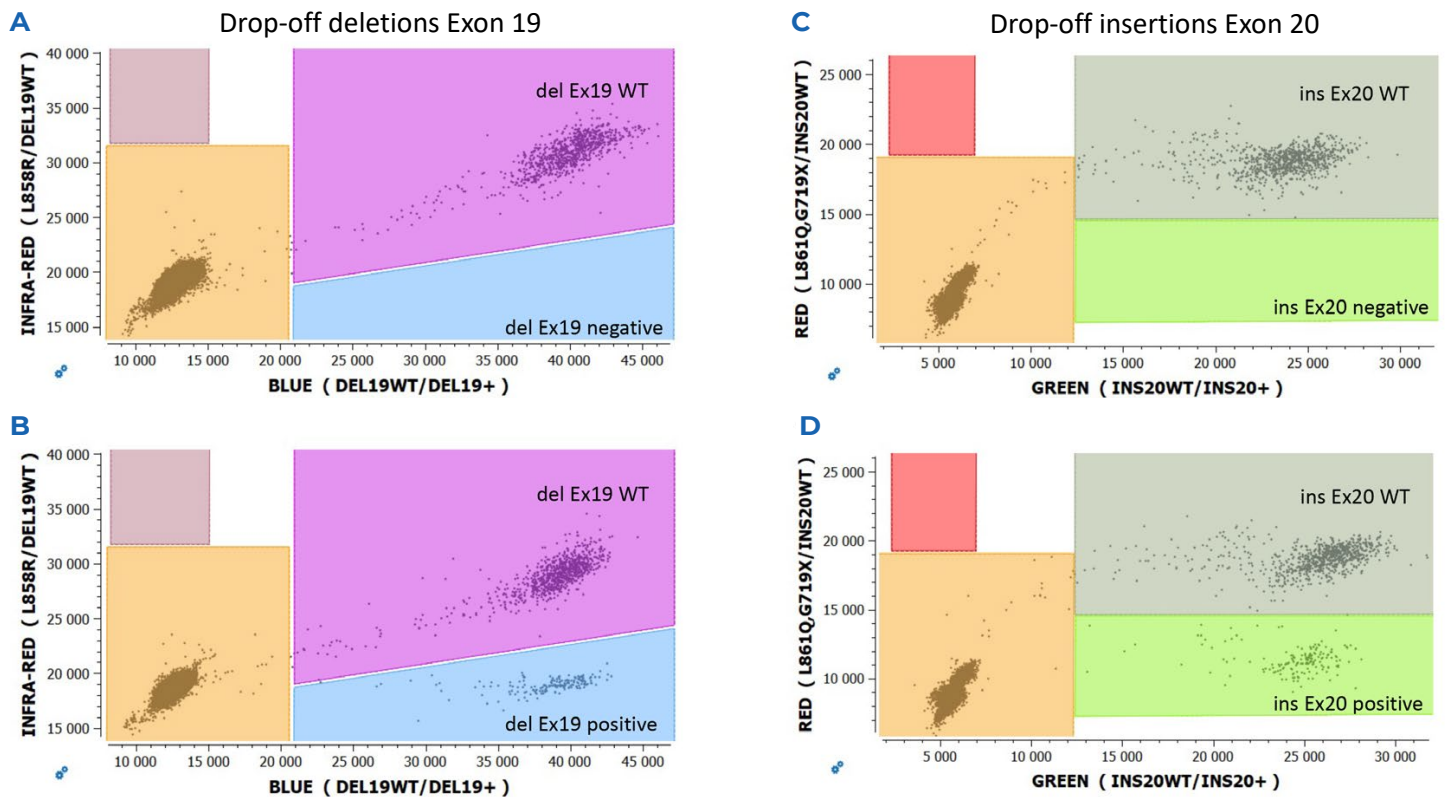 A
Drop-off deletions Exon 19
INFRA-RED ( L858R/DEL19WT )
40 000
35 000
30 000
25 000
20 000
15 000
del Ex19 WT
del Ex19 negative
10 000 15 000 20 000 25 000 30 000 35 000 40 000 45 000
BLUE ( DEL19WT/DEL19+ )
C
Drop-off insertions Exon 20
RED ( L861Q,G719X/INS20WT )
25 000
20 000
15 000
10 000
ins Ex20 WT
ins Ex20 negative
5 000 10 000 15 000 20 000 25 000 30 000
GREEN ( INS20WT/INS20+ )
B
INFRA-RED ( L858R/DEL19WT )
40 000
35 000
30 000
25 000
20 000
15 000
del Ex19 WT
del Ex19 positive
10 000 15 000 20 000 25 000 30 000 35 000 40 000 45 000
BLUE ( DEL19WT/DEL19+ )
D
RED ( L861Q,G719X/INS20WT )
25 000
20 000
15 000
10 000
ins Ex20 WT
ins Ex20 positive
5 000 10 000 15 000 20 000 25 000 30 000
GREEN ( INS20WT/INS20+ )